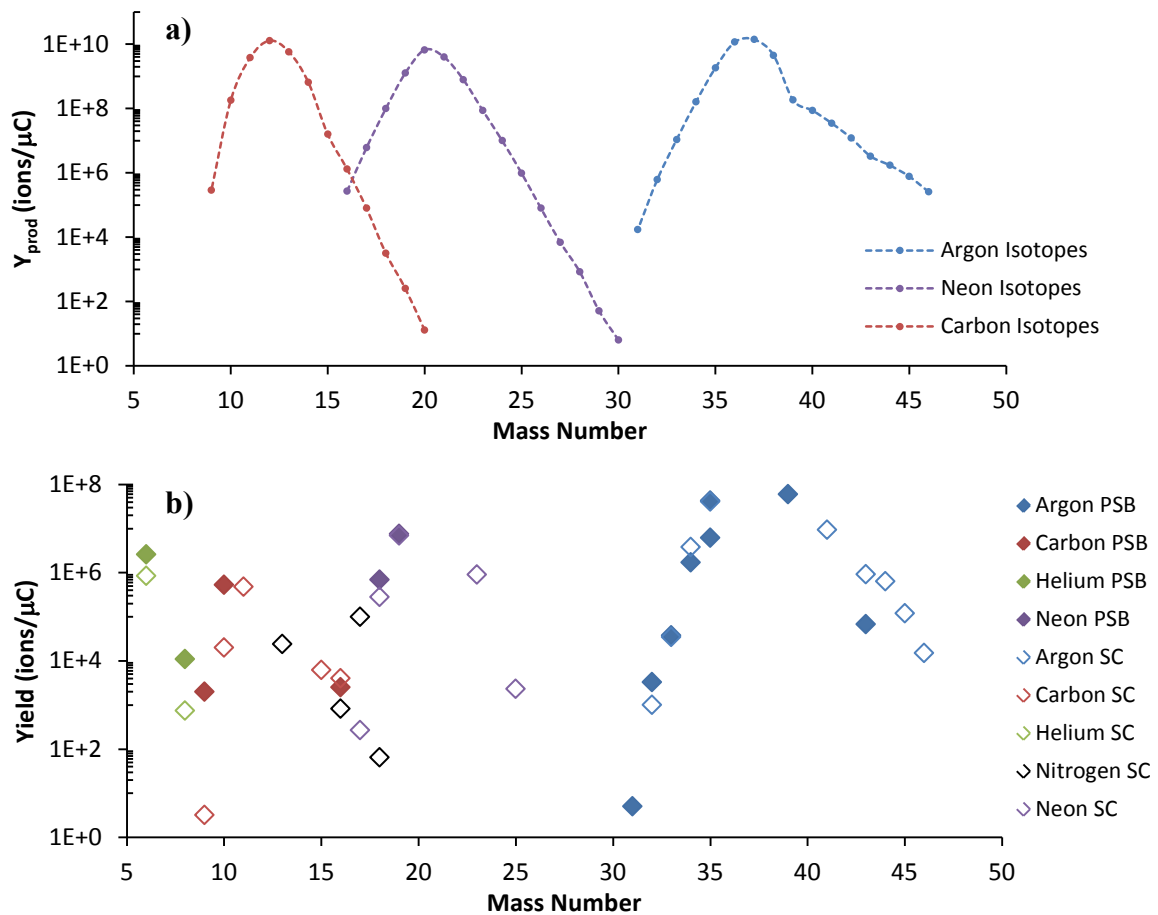 a)
1E+10
1E+8
1E+6
1E+4
1E+2
1E+0
Y_prod (ions/μC)
5 10 15 20 25 30 35 40 45 50
Mass Number
Argon Isotopes
Neon Isotopes
Carbon Isotopes
b)
1E+8
1E+6
1E+4
1E+2
1E+0
Yield (ions/μC)
5 10 15 20 25 30 35 40 45 50
Mass Number
Argon PSB
Carbon PSB
Helium PSB
Neon PSB
Argon SC
Carbon SC
Helium SC
Nitrogen SC
Neon SC